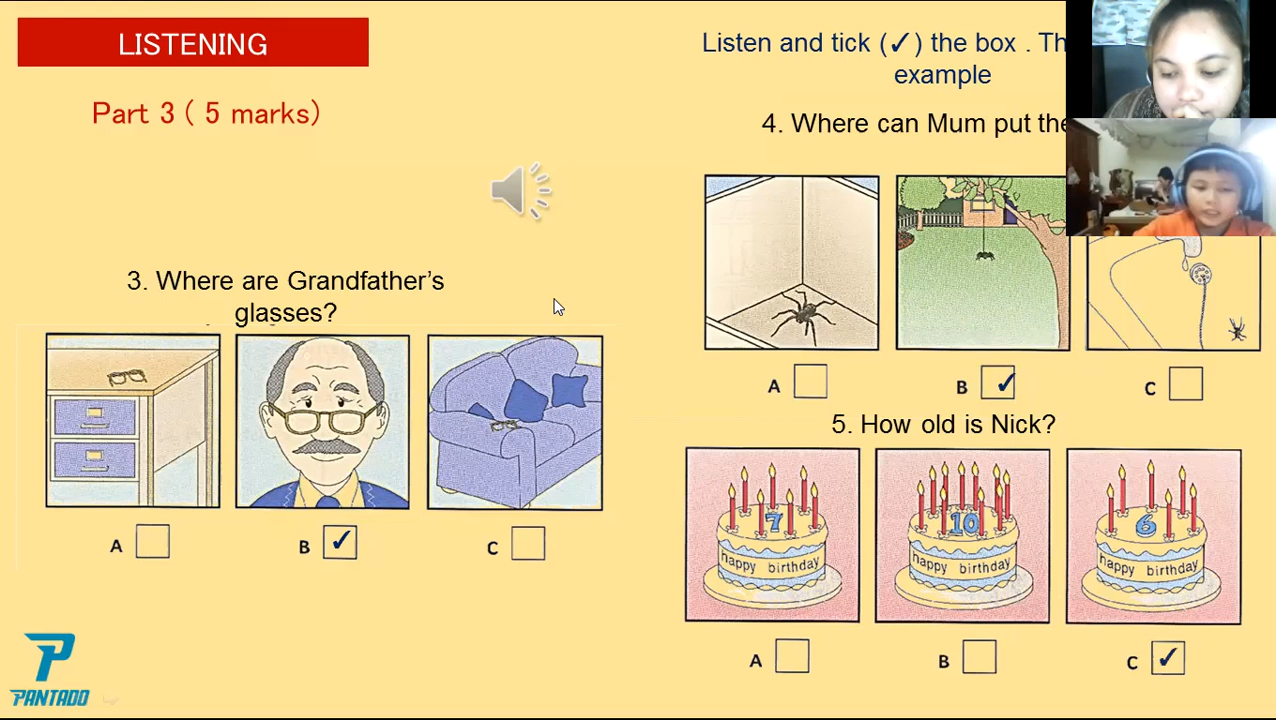 LISTENING
Part 3 ( 5 marks)
3. Where are Grandfather's
glasses?
A
B ✓
C
Listen and tick (✓) the box . Th
example
4. Where can Mum put the
A
B ✓
C
5. How old is Nick?
7
happy birthday
10
happy birthday
6
happy birthday
A
B
C ✓
PANTADO